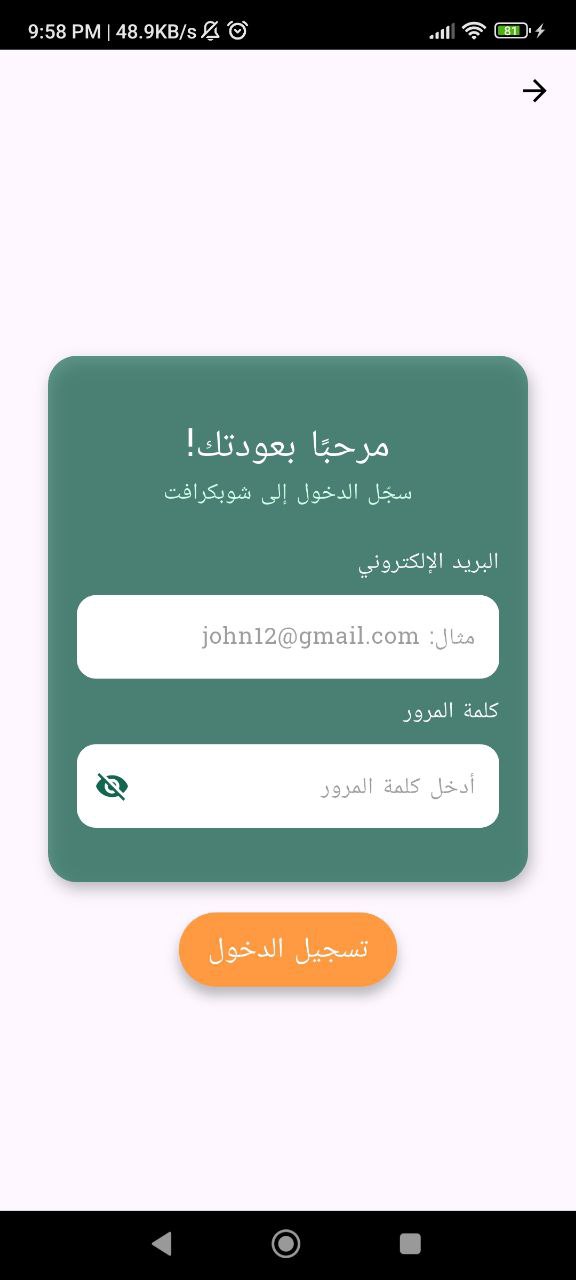 9:58 PM | 48.9KB/s
81
مرحبًا بعودتك!
سجّل الدخول إلى شوبكرافت
البريد الإلكتروني
مثال: john12@gmail.com
كلمة المرور
أدخل كلمة المرور
تسجيل الدخول